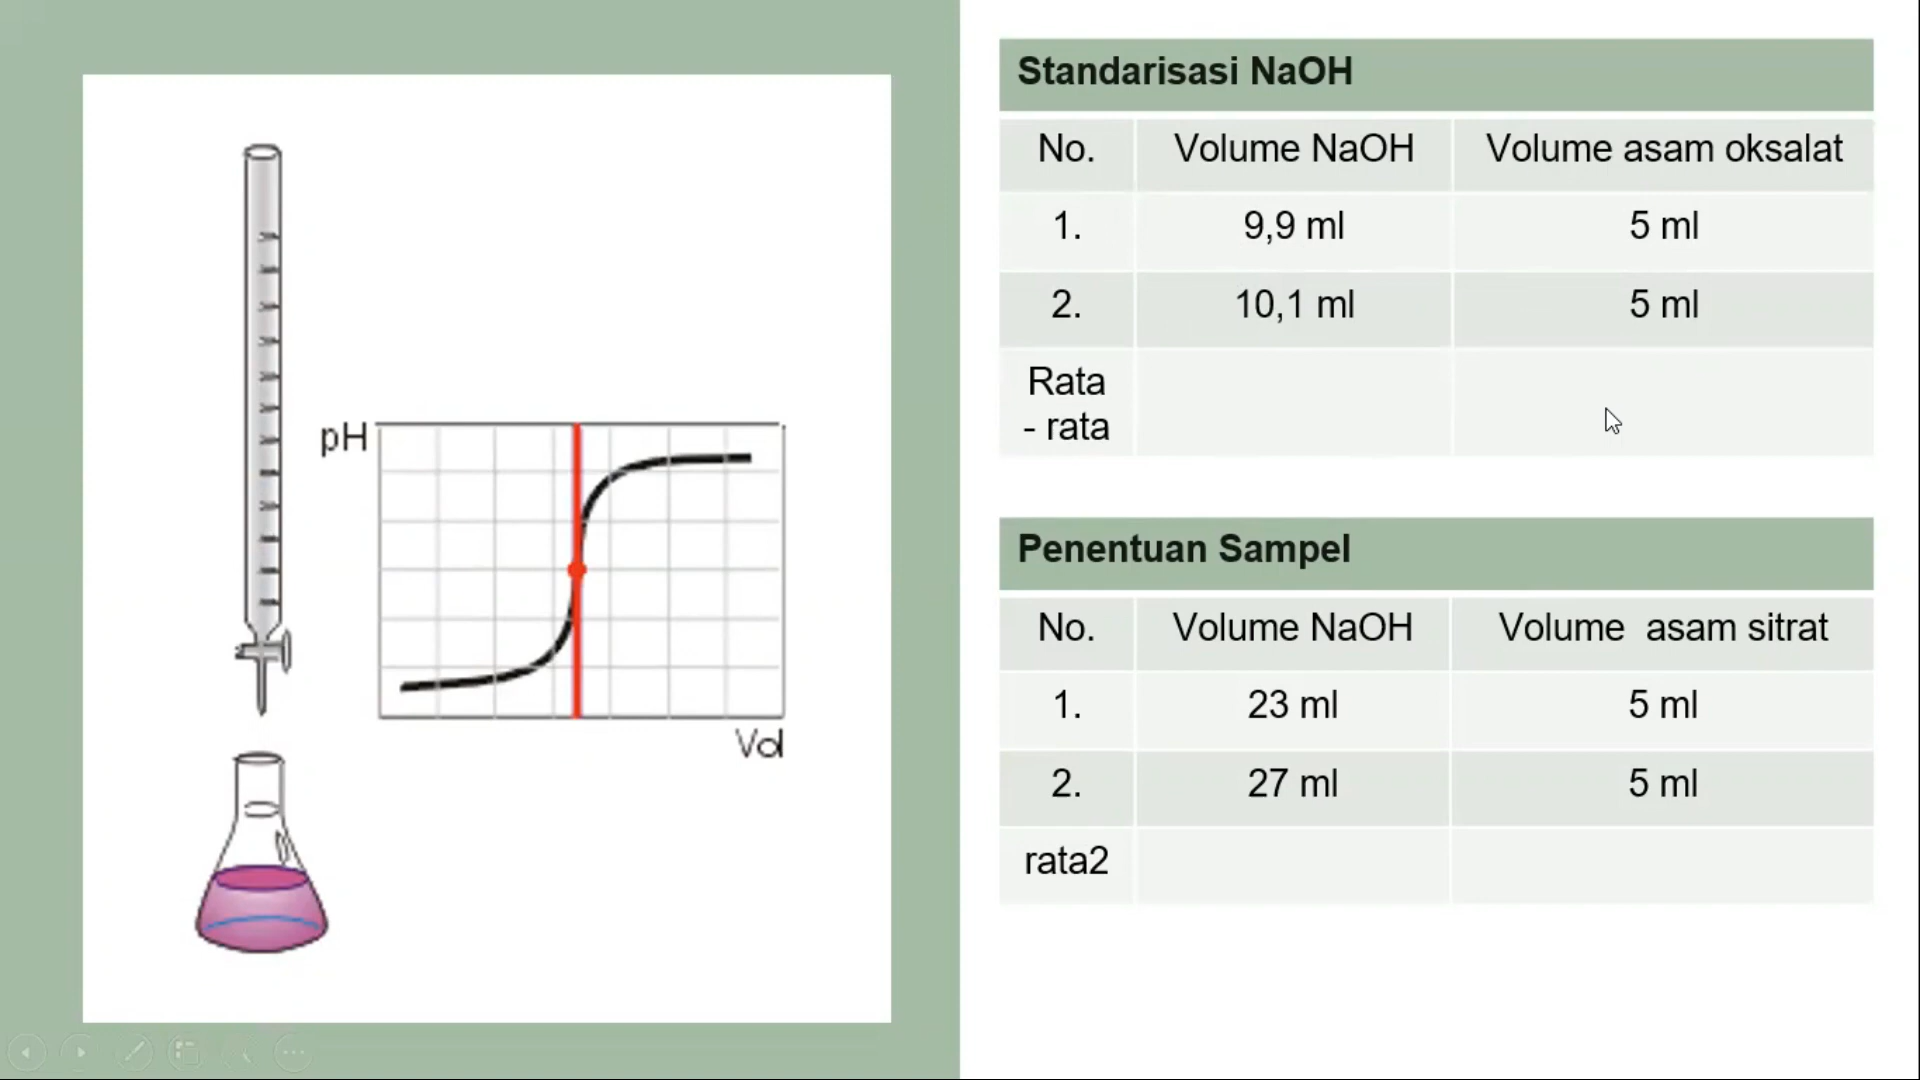 pH
Vol
Standarisasi NaOH
No. Volume NaOH Volume asam oksalat
1. 9,9 ml 5 ml
2. 10,1 ml 5 ml
Rata
- rata
Penentuan Sampel
No. Volume NaOH Volume asam sitrat
1. 23 ml 5 ml
2. 27 ml 5 ml
rata2